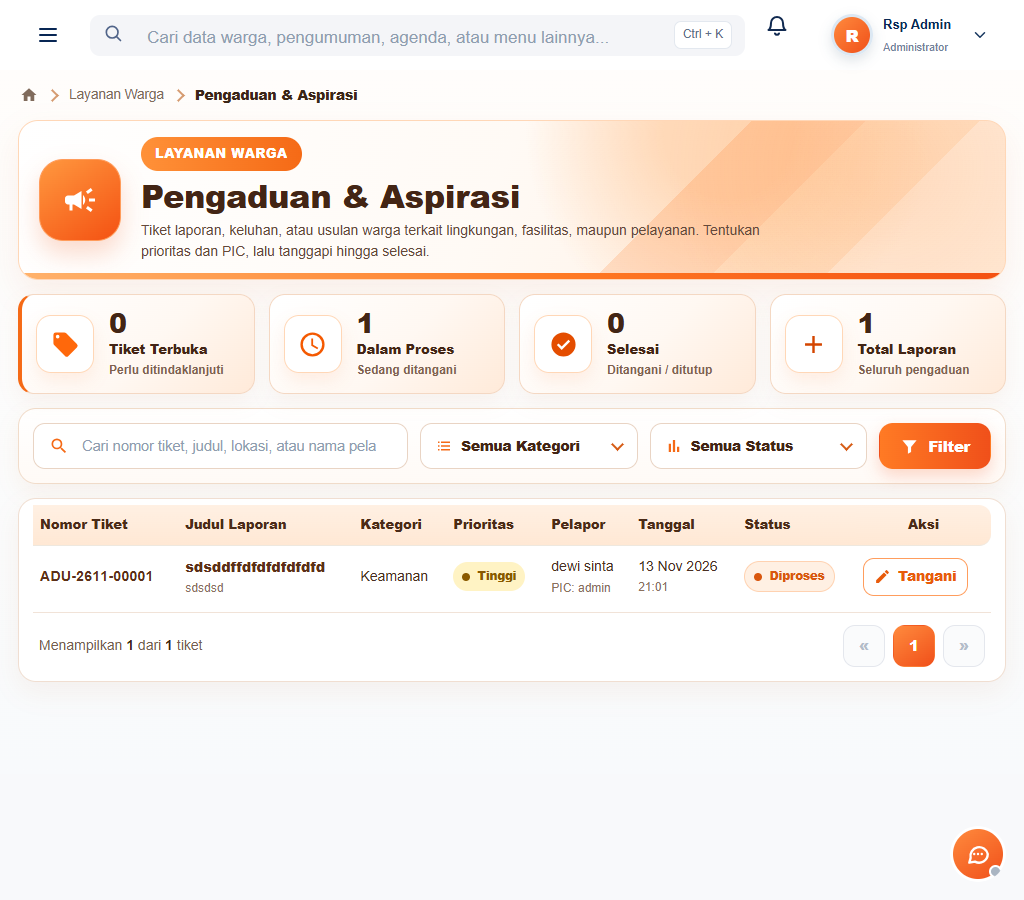 Cari data warga, pengumuman, agenda, atau menu lainnya...
Ctrl + K
R
Rsp Admin
Administrator
Layanan Warga
Pengaduan & Aspirasi
LAYANAN WARGA
Pengaduan & Aspirasi
Tiket laporan, keluhan, atau usulan warga terkait lingkungan, fasilitas, maupun pelayanan. Tentukan
prioritas dan PIC, lalu tanggapi hingga selesai.
0
Tiket Terbuka
Perlu ditindaklanjuti
1
Dalam Proses
Sedang ditangani
0
Selesai
Ditangani / ditutup
1
Total Laporan
Seluruh pengaduan
Cari nomor tiket, judul, lokasi, atau nama pela
Semua Kategori
Semua Status
Filter
Nomor Tiket Judul Laporan Kategori Prioritas Pelapor Tanggal Status Aksi
ADU-2611-00001
sdsddffdfdfdfdfdfd
sdsdsd
Keamanan
Tinggi
dewi sinta
PIC: admin
13 Nov 2026
21:01
Diproses
Tangani
Menampilkan 1 dari 1 tiket
« 1 »